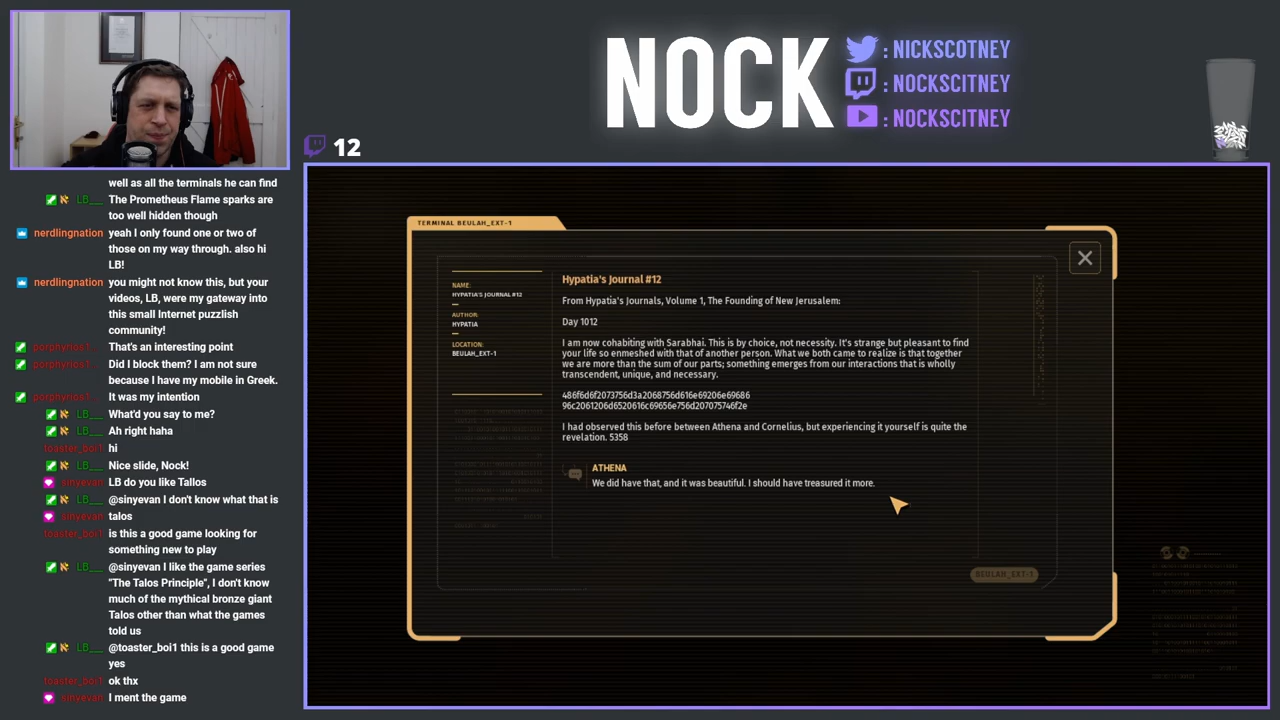 NOCK
: NICKSCOTNEY
: NOCKSCITNEY
: NOCKSCITNEY
12
well as all the terminals he can find
LB__ The Prometheus Flame sparks are
too well hidden though
nerdlingnation yeah I only found one or two of
those on my way through. also hi
LB!
nerdlingnation you might not know this, but your
videos, LB, were my gateway into
this small Internet puzzlish
community!
porphyrios1 That's an interesting point
porphyrios1 Did I block them? I am not sure
because I have my mobile in Greek.
porphyrios1 It was my intention
LB__ What'd you say to me?
LB__ Ah right haha
toaster_boi1 hi
LB__ Nice slide, Nock!
sinyevan LB do you like Tallos
LB__ @sinyevan I don't know what that is
sinyevan talos
toaster_boi1 is this a good game looking for
something new to play
LB__ @sinyevan I like the game series
"The Talos Principle", I don't know
much of the mythical bronze giant
Talos other than what the games
told us
LB__ @toaster_boi1 this is a good game
yes
toaster_boi1 ok thx
sinyevan I ment the game
TERMINAL BEULAH_EXT-1
NAME:
HYPATIA'S JOURNAL #12
AUTHOR:
HYPATIA
LOCATION:
BEULAH_EXT-1
Hypatia's Journal #12
From Hypatia's Journals, Volume 1, The Founding of New Jerusalem:
Day 1012
I am now cohabiting with Sarabhai. This is by choice, not necessity. It's strange but pleasant to find
your life so enmeshed with that of another person. What we both came to realize is that together
we are more than the sum of our parts; something emerges from our interactions that is wholly
transcendent, unique, and necessary.
486f6d6f2073756d3a2068756d616e69206e69686
96c2061206d6520616c69656e756d207075746f2e
I had observed this before between Athena and Cornelius, but experiencing it yourself is quite the
revelation. 5358
ATHENA
We did have that, and it was beautiful. I should have treasured it more.
BEULAH_EXT-1